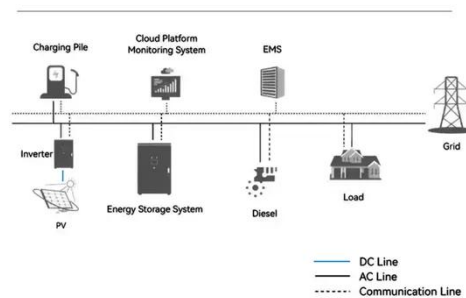 Charging Pile
Cloud Platform
Monitoring System
EMS
Grid
Inverter
PV
Energy Storage System
Diesel
Load
DC Line
AC Line
Communication Line